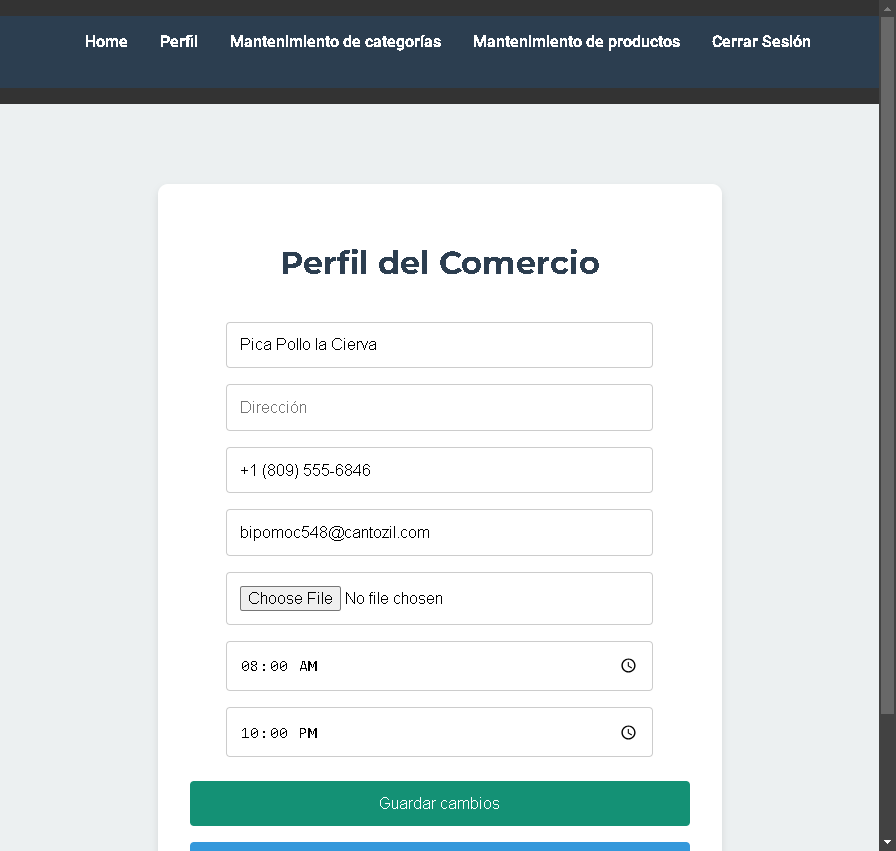 Home Perfil Mantenimiento de categorías Mantenimiento de productos Cerrar Sesión
Perfil del Comercio
Pica Pollo la Cierva
Dirección
+1 (809) 555-6846
bipomoc548@cantozil.com
Choose File No file chosen
08:00 AM
10:00 PM
Guardar cambios